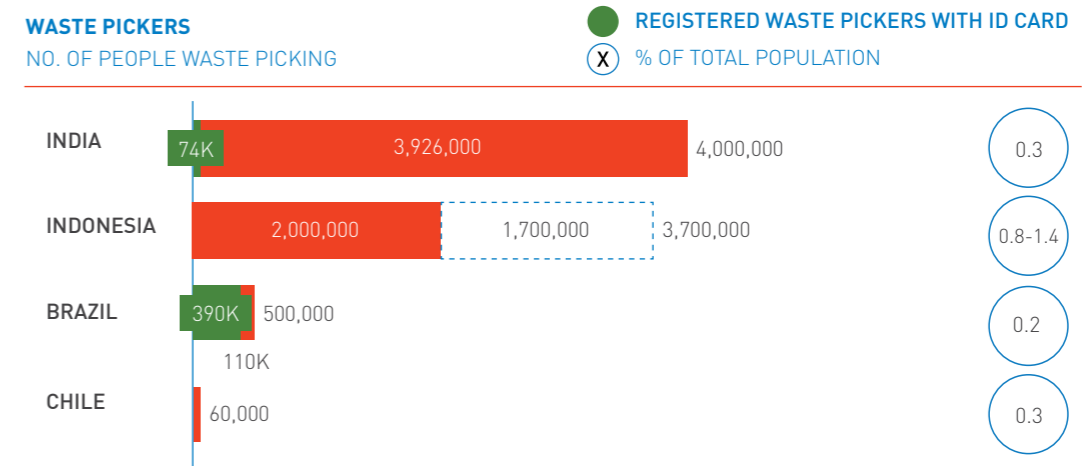 WASTE PICKERS
NO. OF PEOPLE WASTE PICKING
REGISTERED WASTE PICKERS WITH ID CARD
X % OF TOTAL POPULATION
INDIA 74K 3,926,000 4,000,000 0.3
INDONESIA 2,000,000 1,700,000 3,700,000 0.8-1.4
BRAZIL 390K 500,000 0.2
110K
CHILE 60,000 0.3